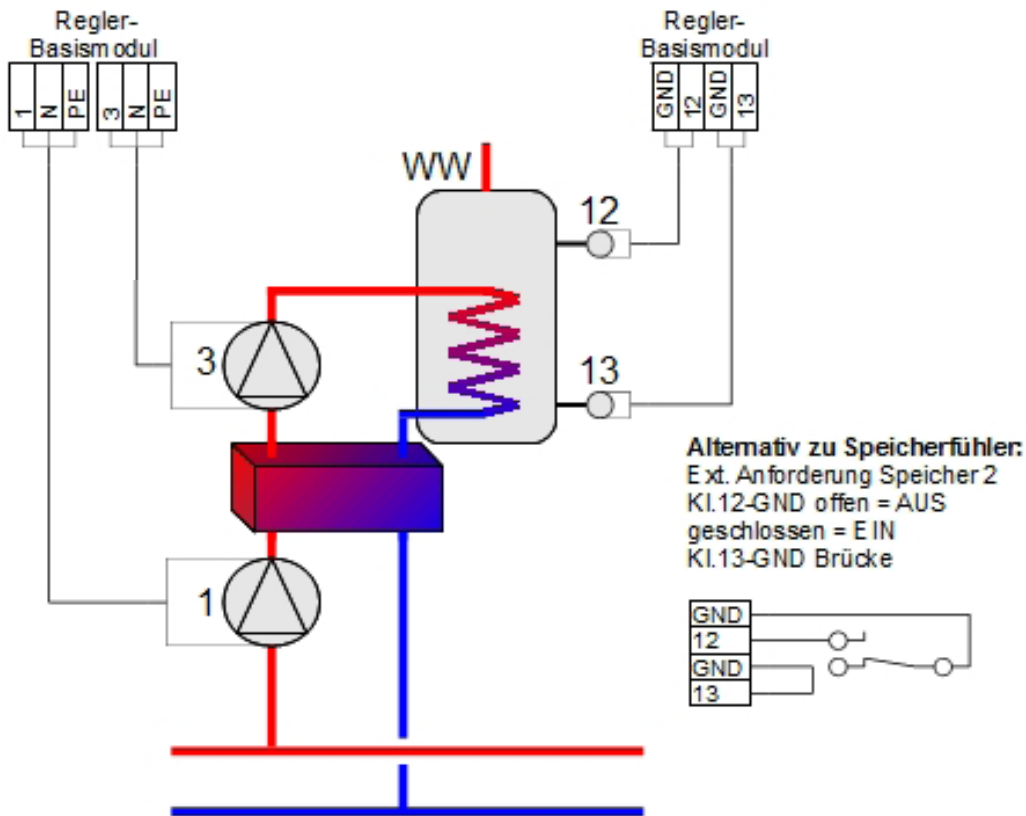 Regler-
Basismodul
1 N PE 3 N PE
Regler-
Basismodul
GND 12 GND 13
WW
12
3
13
1
Alternativ zu Speicherfühler:
Ext. Anforderung Speicher 2
Kl.12-GND offen = AUS
geschlossen = EIN
Kl.13-GND Brücke
GND
12
GND
13